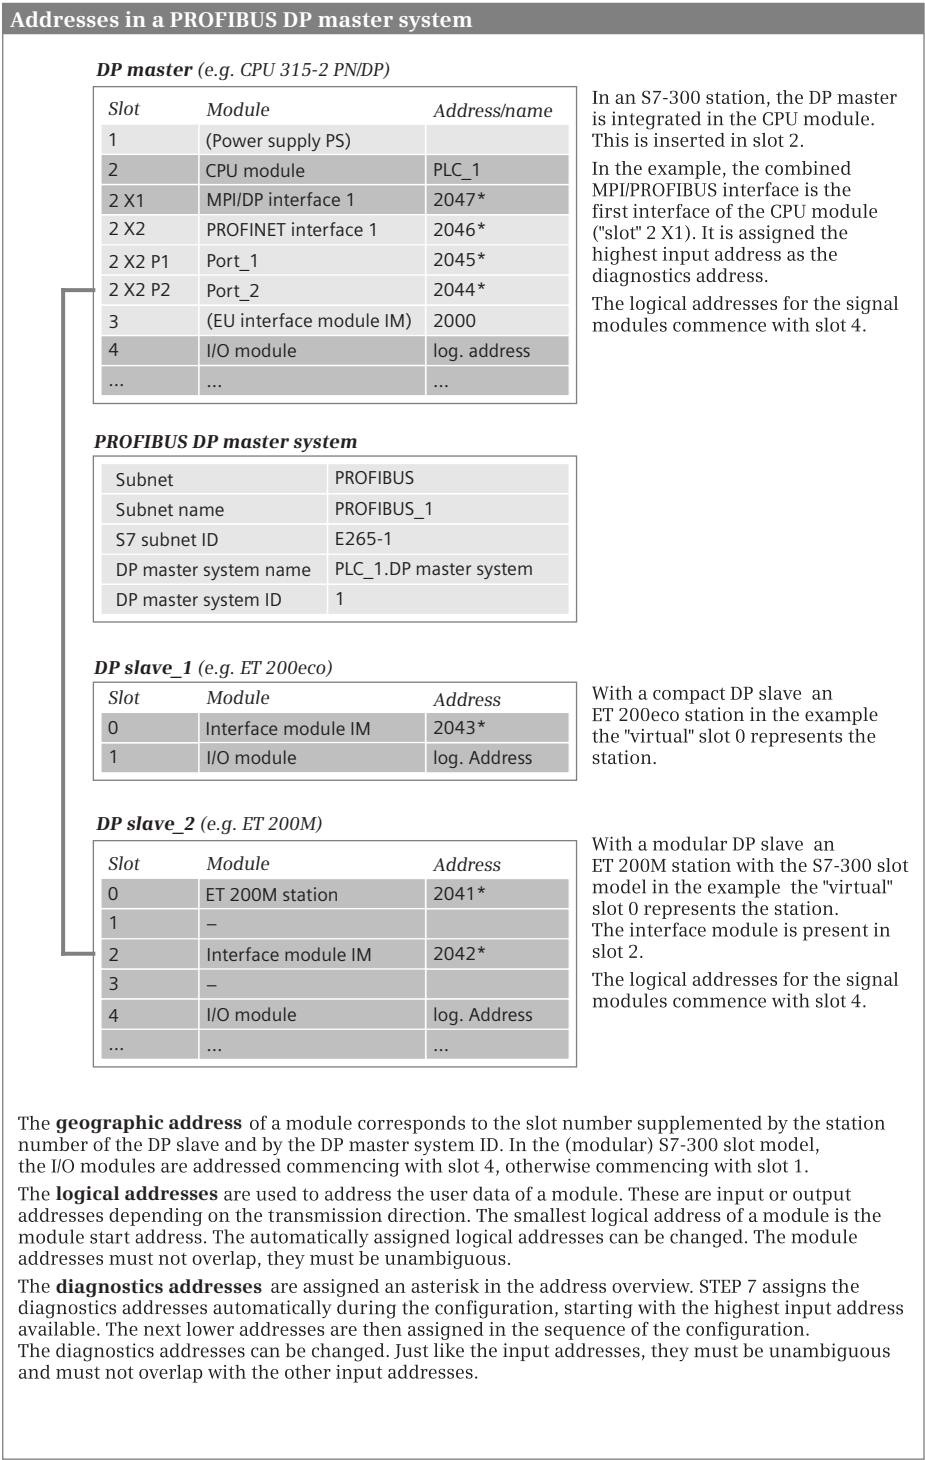 Addresses in a PROFIBUS DP master system
DP master (e.g. CPU 315-2 PN/DP)
Slot Module Address/name
1 (Power supply PS)
2 CPU module PLC_1
2 X1 MPI/DP interface 1 2047*
2 X2 PROFINET interface 1 2046*
2 X2 P1 Port_1 2045*
2 X2 P2 Port_2 2044*
3 (EU interface module IM) 2000
4 I/O module log. address
... ... ...
In an S7-300 station, the DP master
is integrated in the CPU module.
This is inserted in slot 2.
In the example, the combined
MPI/PROFIBUS interface is the
first interface of the CPU module
("slot" 2 X1). It is assigned the
highest input address as the
diagnostics address.
The logical addresses for the signal
modules commence with slot 4.
PROFIBUS DP master system
Subnet PROFIBUS
Subnet name PROFIBUS_1
S7 subnet ID E265-1
DP master system name PLC_1.DP master system
DP master system ID 1
DP slave_1 (e.g. ET 200eco)
Slot Module Address
0 Interface module IM 2043*
1 I/O module log. Address
With a compact DP slave an
ET 200eco station in the example
the "virtual" slot 0 represents the
station.
DP slave_2 (e.g. ET 200M)
Slot Module Address
0 ET 200M station 2041*
1 –
2 Interface module IM 2042*
3 –
4 I/O module log. Address
... ... ...
With a modular DP slave an
ET 200M station with the S7-300 slot
model in the example the "virtual"
slot 0 represents the station.
The interface module is present in
slot 2.
The logical addresses for the signal
modules commence with slot 4.
The geographic address of a module corresponds to the slot number supplemented by the station
number of the DP slave and by the DP master system ID. In the (modular) S7-300 slot model,
the I/O modules are addressed commencing with slot 4, otherwise commencing with slot 1.
The logical addresses are used to address the user data of a module. These are input or output
addresses depending on the transmission direction. The smallest logical address of a module is the
module start address. The automatically assigned logical addresses can be changed. The module
addresses must not overlap, they must be unambiguous.
The diagnostics addresses are assigned an asterisk in the address overview. STEP 7 assigns the
diagnostics addresses automatically during the configuration, starting with the highest input address
available. The next lower addresses are then assigned in the sequence of the configuration.
The diagnostics addresses can be changed. Just like the input addresses, they must be unambiguous
and must not overlap with the other input addresses.